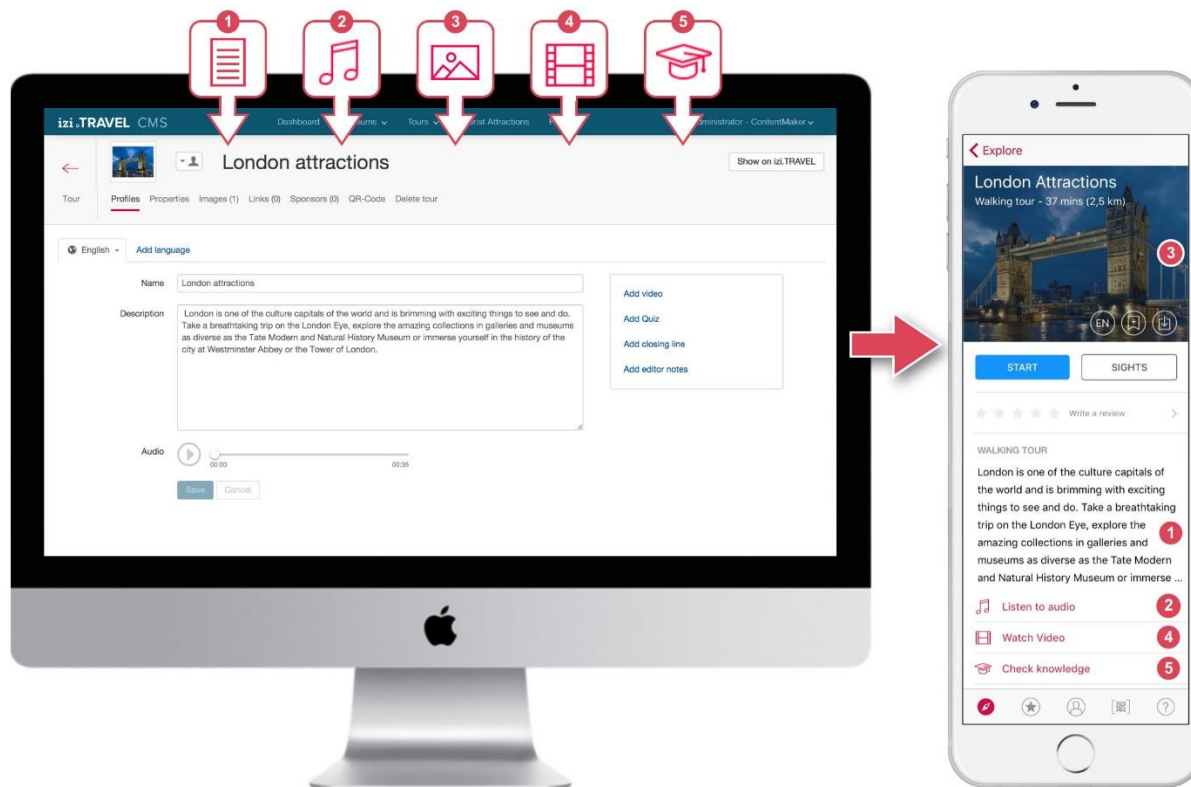 1
2
3
4
5
izi.TRAVEL CMS
Dashboard
Tours
Attractions
- ContentMaker
London attractions
Show on izi.TRAVEL
Tour
Profiles
Properties
Images (1)
Links (0)
Sponsors (0)
QR-Code
Delete tour
English
Add language
Name
London attractions
Description
London is one of the culture capitals of the world and is brimming with exciting things to see and do.
Take a breathtaking trip on the London Eye, explore the amazing collections in galleries and museums
as diverse as the Tate Modern and Natural History Museum or immerse yourself in the history of the
city at Westminster Abbey or the Tower of London.
Add video
Add Quiz
Add closing line
Add editor notes
Audio
00:00
00:35
Save
Cancel
Explore
London Attractions
Walking tour - 37 mins (2,5 km)
3
EN
START
SIGHTS
Write a review
WALKING TOUR
London is one of the culture capitals of
the world and is brimming with exciting
things to see and do. Take a breathtaking
trip on the London Eye, explore the
amazing collections in galleries and
1
museums as diverse as the Tate Modern
and Natural History Museum or immerse ...
Listen to audio
2
Watch Video
4
Check knowledge
5
?